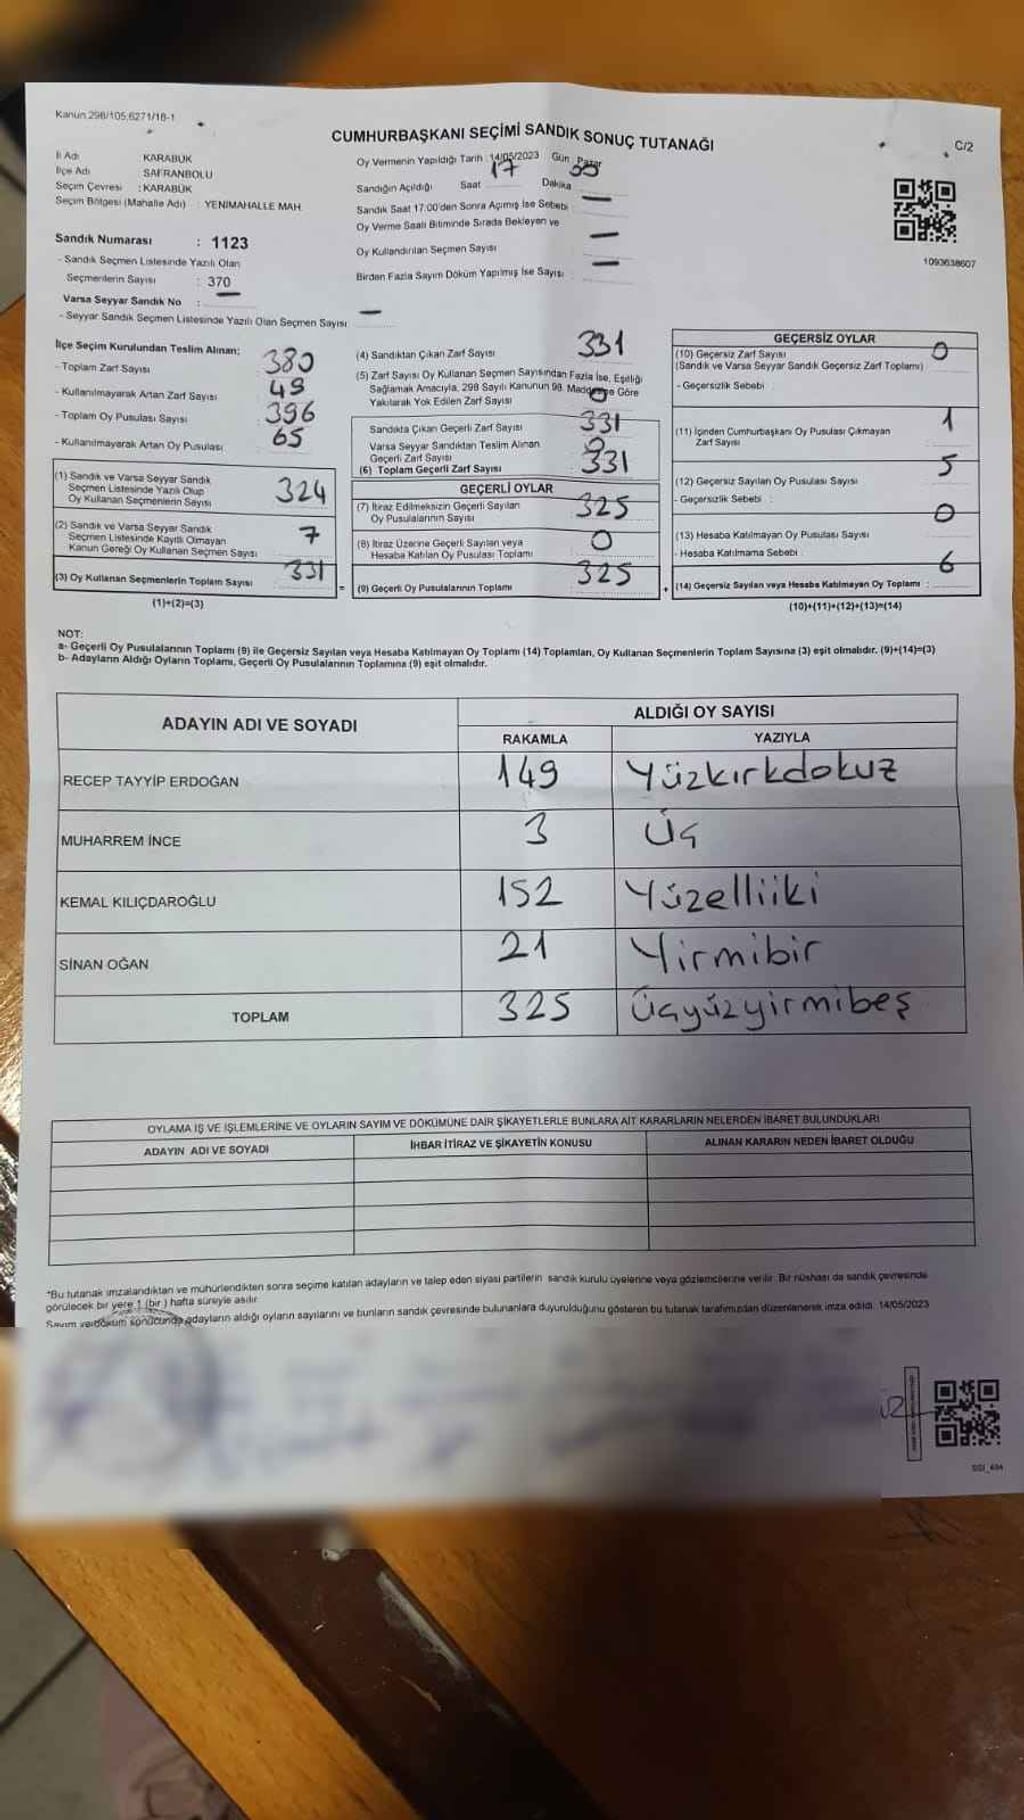 Kanun.298/105,6271/18-1
CUMHURBAŞKANI SEÇİMİ SANDIK SONUÇ TUTANAĞI
C/2
İl Adı KARABÜK
İlçe Adı SAFRANBOLU
Seçim Çevresi : KARABÜK
Seçim Bölgesi (Mahalle Adı) : YENİMAHALLE MAH.
Oy Vermenin Yapıldığı Tarih : 14/05/2023 Gün : Pazar
Sandığın Açıldığı Saat 17 Dakika
Sandık Saat 17:00'den Sonra Açımış İse Sebebi : —
Oy Verme Saati Bitiminde Sırada Bekleyen ve
Oy Kullandırılan Seçmen Sayısı : —
Birden Fazla Sayım Döküm Yapılmış İse Sayısı : —
1093638607
Sandık Numarası : 1123
- Sandık Seçmen Listesinde Yazılı Olan
Seçmenlerin Sayısı : 370
Varsa Seyyar Sandık No : —
- Seyyar Sandık Seçmen Listesinde Yazılı Olan Seçmen Sayısı : —
İlçe Seçim Kurulundan Teslim Alınan;
- Toplam Zarf Sayısı : 380
- Kullanılmayarak Artan Zarf Sayısı : 49
- Toplam Oy Pusulası Sayısı : 396
- Kullanılmayarak Artan Oy Pusulası : 65
(1) Sandık ve Varsa Seyyar Sandık
Seçmen Listesinde Yazılı Olup
Oy Kullanan Seçmenlerin Sayısı 324
(2) Sandık ve Varsa Seyyar Sandık
Seçmen Listesinde Kayıtlı Olmayan
Kanun Gereği Oy Kullanan Seçmen Sayısı 7
(3) Oy Kullanan Seçmenlerin Toplam Sayısı 331
(1)+(2)=(3)
(4) Sandıktan Çıkan Zarf Sayısı 331
(5) Zarf Sayısı Oy Kullanan Seçmen Sayısından Fazla İse, Eşitliği
Sağlamak Amacıyla, 298 Sayılı Kanunun 98. Maddesine Göre
Yakılarak Yok Edilen Zarf Sayısı 0
Sandıkta Çıkan Geçerli Zarf Sayısı 331
Varsa Seyyar Sandıktan Teslim Alınan
Geçerli Zarf Sayısı 0
(6) Toplam Geçerli Zarf Sayısı 331
GEÇERLİ OYLAR
(7) İtiraz Edilmeksizin Geçerli Sayılan
Oy Pusulalarının Sayısı 325
(8) İtiraz Üzerine Geçerli Sayılan veya
Hesaba Katılan Oy Pusulası Toplamı 0
(9) Geçerli Oy Pusulalarının Toplamı 325
GEÇERSİZ OYLAR
(10) Geçersiz Zarf Sayısı 0
(Sandık ve Varsa Seyyar Sandık Geçersiz Zarf Toplamı)
- Geçersizlik Sebebi :
(11) İçinden Cumhurbaşkanı Oy Pusulası Çıkmayan
Zarf Sayısı 1
(12) Geçersiz Sayılan Oy Pusulası Sayısı 5
- Geçersizlik Sebebi :
(13) Hesaba Katılmayan Oy Pusulası Sayısı 0
- Hesaba Katılmama Sebebi :
(14) Geçersiz Sayılan veya Hesaba Katılmayan Oy Toplamı : 6
(10)+(11)+(12)+(13)=(14)
NOT:
a- Geçerli Oy Pusulalarının Toplamı (9) ile Geçersiz Sayılan veya Hesaba Katılmayan Oy Toplamı (14) Toplamları, Oy Kullanan Seçmenlerin Toplam Sayısına (3) eşit olmalıdır. (9)+(14)=(3)
b- Adayların Aldığı Oyların Toplamı, Geçerli Oy Pusulalarının Toplamına (9) eşit olmalıdır.
ADAYIN ADI VE SOYADI ALDIĞI OY SAYISI
RAKAMLA YAZIYLA
RECEP TAYYİP ERDOĞAN 149 Yüzkırkdokuz
MUHARREM İNCE 3 Üç
KEMAL KILIÇDAROĞLU 152 Yüzelliiki
SİNAN OĞAN 21 Yirmibir
TOPLAM 325 Üçyüzyirmibeş
OYLAMA İŞ VE İŞLEMLERİNE VE OYLARIN SAYIM VE DÖKÜMÜNE DAİR ŞİKAYETLERLE BUNLARA AİT KARARLARIN NELERDEN İBARET BULUNDUKLARI
ADAYIN ADI VE SOYADI İHBAR İTİRAZ VE ŞİKAYETİN KONUSU ALINAN KARARIN NEDEN İBARET OLDUĞU
*Bu tutanak imzalandıktan ve mühürlendikten sonra seçime katılan adayların ve talep eden siyasi partilerin sandık kurulu üyelerine veya gözlemcilerine verilir. Bir nüshası da sandık çevresinde
görülecek bir yere 1 (bir) hafta süreyle asılır.
Sayım ve döküm sonucunda adayların aldığı oyların sayılarını ve bunların sandık çevresinde bulunanlara duyurulduğunu gösteren bu tutanak tarafımızdan düzenlenerek imza edildi. 14/05/2023